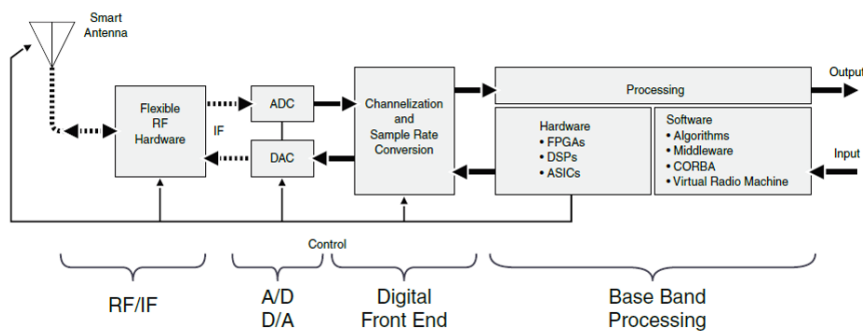 Smart
Antenna
Flexible
RF
Hardware
IF
ADC
DAC
Channelization
and
Sample Rate
Conversion
Processing
Hardware
• FPGAs
• DSPs
• ASICs
Software
• Algorithms
• Middleware
• CORBA
• Virtual Radio Machine
Output
Input
Control
RF/IF
A/D
D/A
Digital
Front End
Base Band
Processing